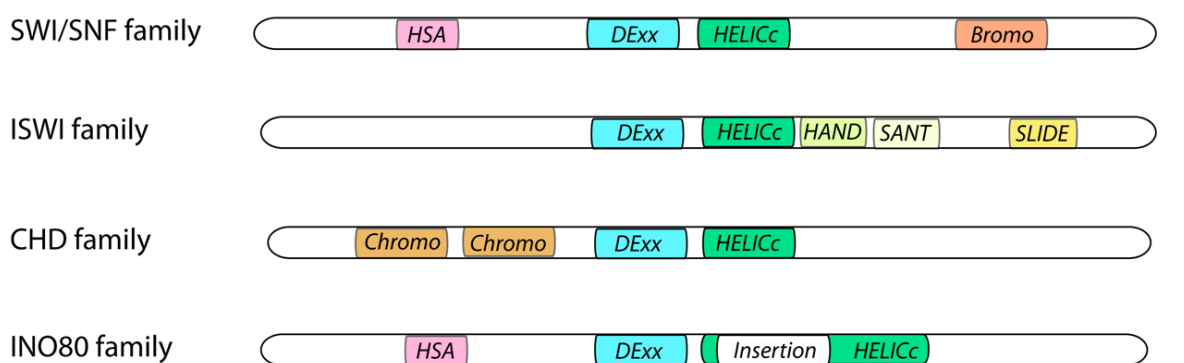 SWI/SNF family HSA DExx HELICc Bromo
ISWI family DExx HELICc HAND SANT SLIDE
CHD family Chromo Chromo DExx HELICc
INO80 family HSA DExx Insertion HELICc